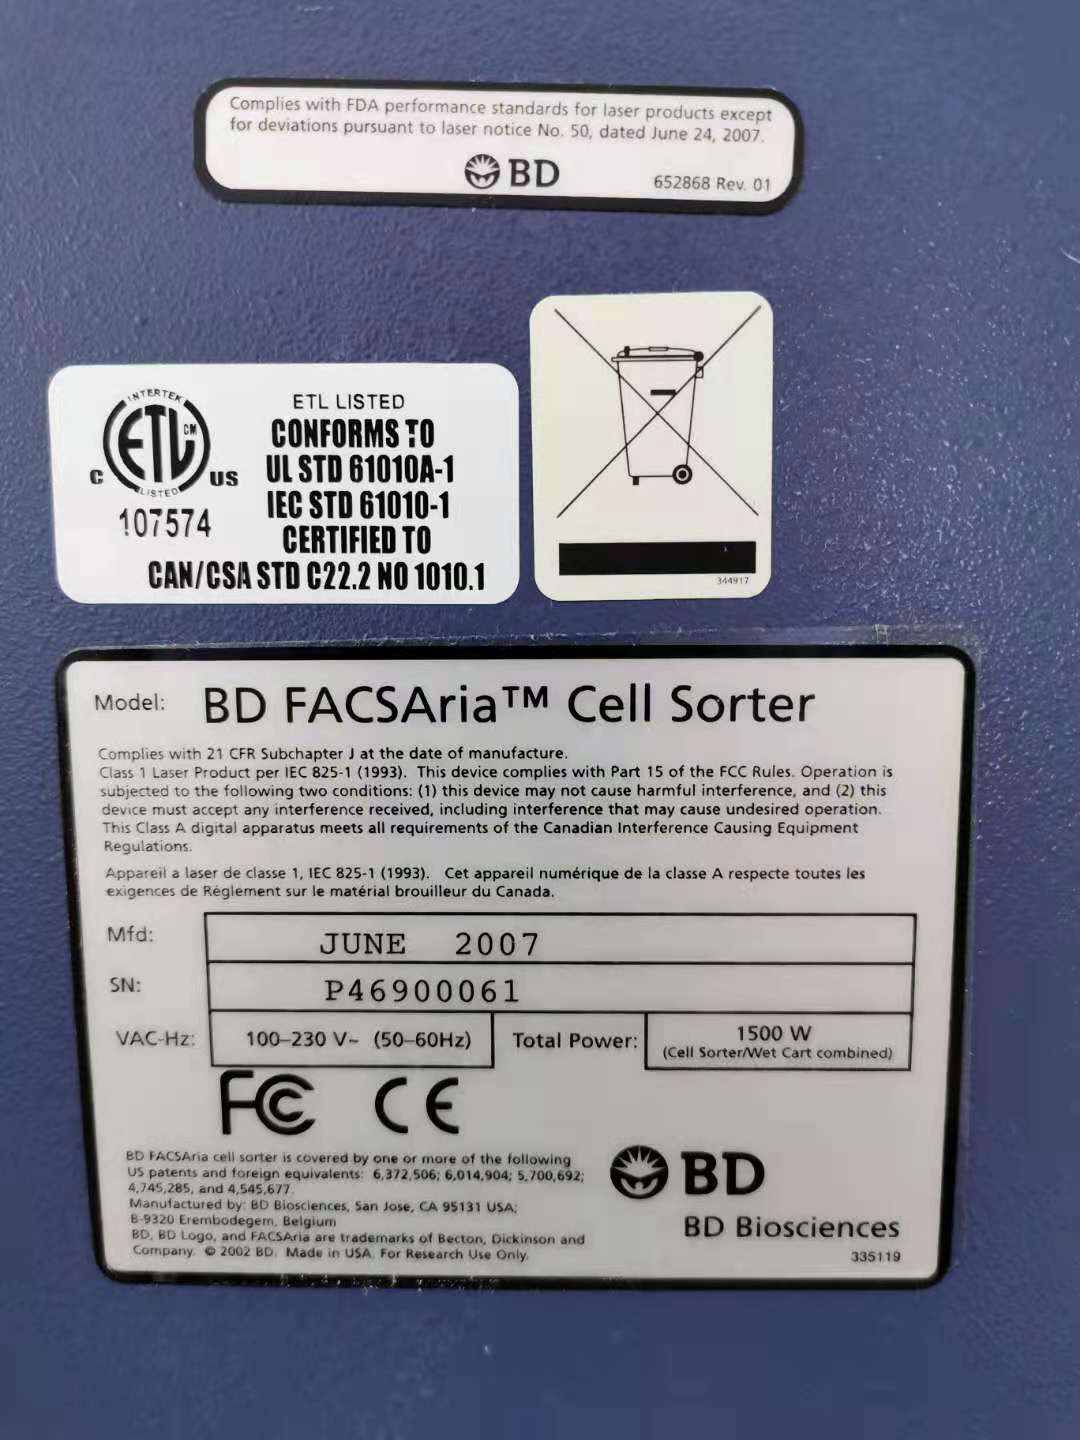 Complies with FDA performance standards for laser products except
for deviations pursuant to laser notice No. 50, dated June 24, 2007.
BD
652868 Rev. 01
INTERTEK
ETL CM
LISTED
C US
107574
ETL LISTED
CONFORMS TO
UL STD 61010A-1
IEC STD 61010-1
CERTIFIED TO
CAN/CSA STD C22.2 NO 1010.1
344917
Model: BD FACSAria™ Cell Sorter
Complies with 21 CFR Subchapter J at the date of manufacture.
Class 1 Laser Product per IEC 825-1 (1993). This device complies with Part 15 of the FCC Rules. Operation is
subjected to the following two conditions: (1) this device may not cause harmful interference, and (2) this
device must accept any interference received, including interference that may cause undesired operation.
This Class A digital apparatus meets all requirements of the Canadian Interference Causing Equipment
Regulations.
Appareil a laser de classe 1, IEC 825-1 (1993). Cet appareil numérique de la classe A respecte toutes les
exigences de Réglement sur le matérial brouilleur du Canada.
Mfd: JUNE 2007
SN: P46900061
VAC-Hz: 100–230 V~ (50–60Hz) Total Power: 1500 W
(Cell Sorter/Wet Cart combined)
FC CE
BD FACSAria cell sorter is covered by one or more of the following
US patents and foreign equivalents: 6,372,506; 6,014,904; 5,700,692;
4,745,285, and 4,545,677.
Manufactured by: BD Biosciences, San Jose, CA 95131 USA;
B-9320 Erembodegem, Belgium
BD, BD Logo, and FACSAria are trademarks of Becton, Dickinson and
Company. © 2002 BD. Made in USA. For Research Use Only.
BD
BD Biosciences
335119